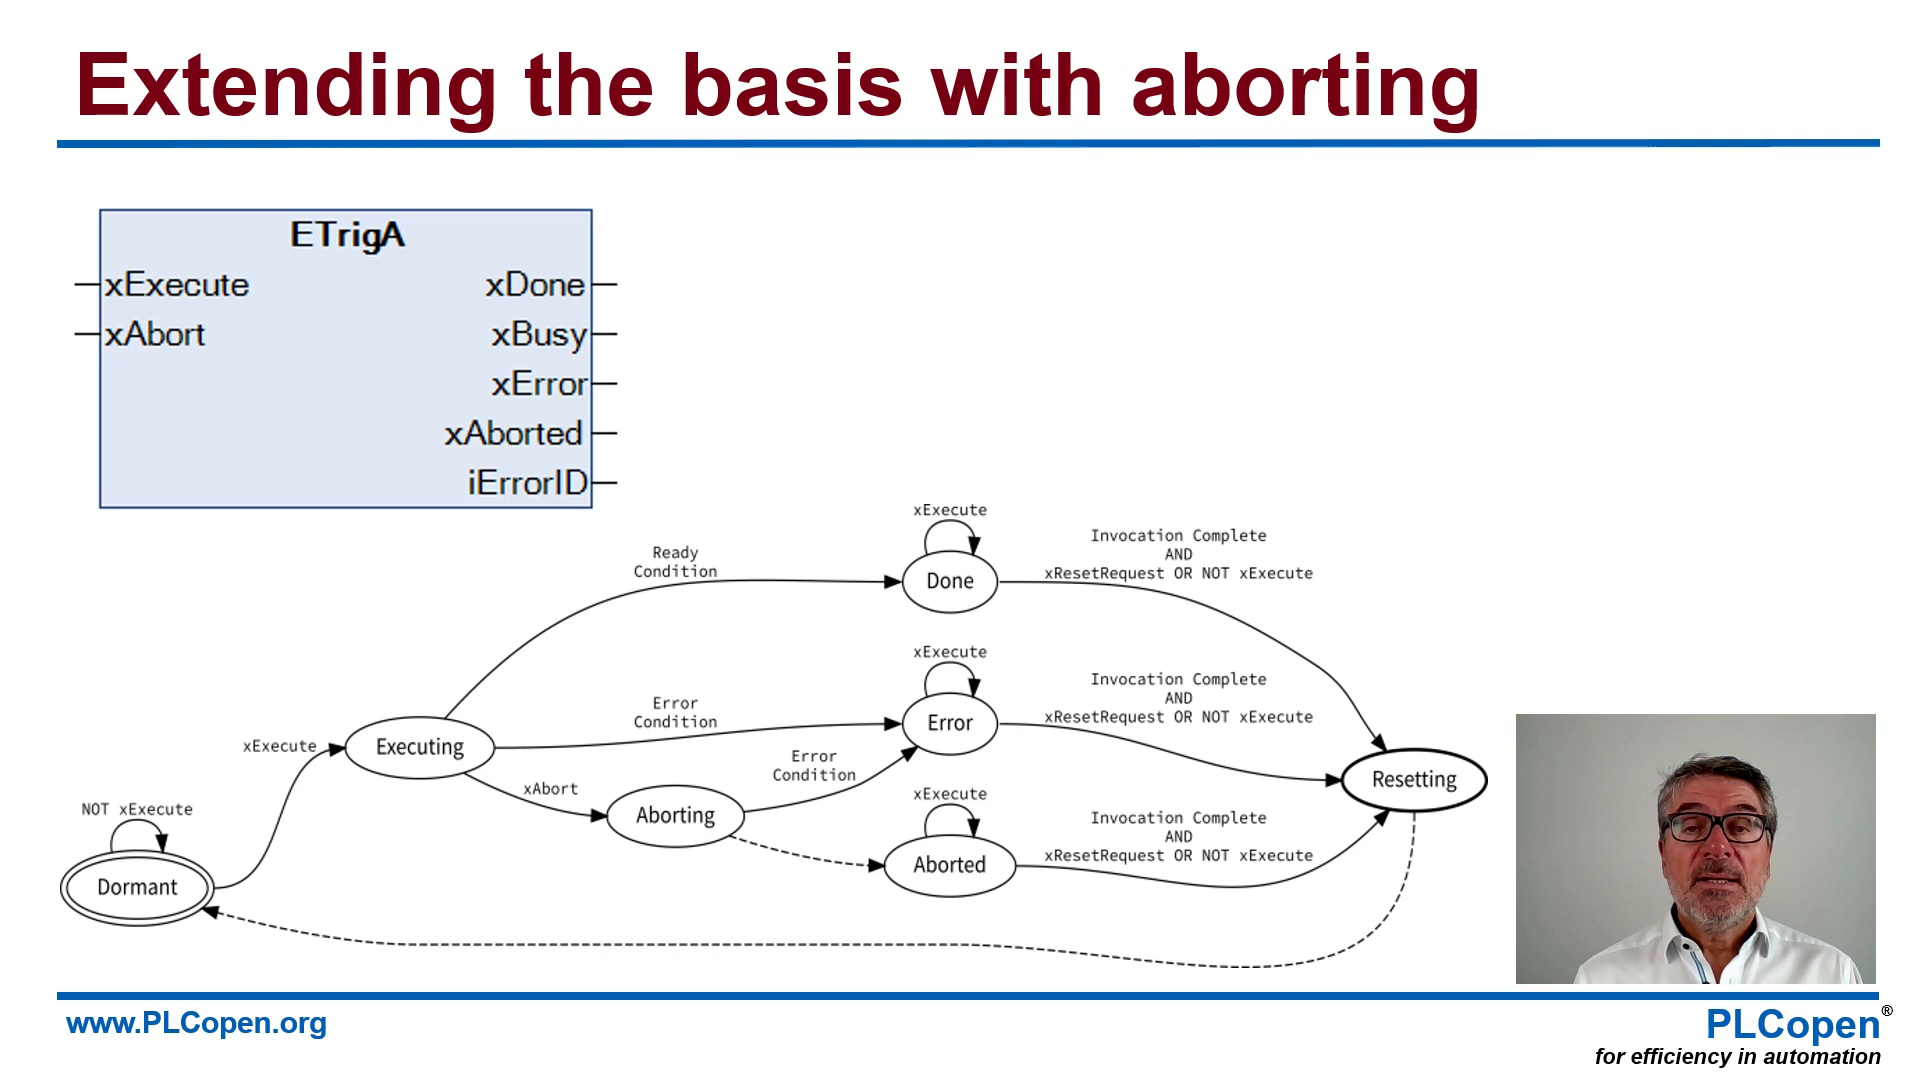 Extending the basis with aborting
ETrigA
xExecute xDone
xAbort xBusy
xError
xAborted
iErrorID
xExecute
Invocation Complete
AND
xResetRequest OR NOT xExecute
Ready
Condition
Done
xExecute
Invocation Complete
AND
xResetRequest OR NOT xExecute
Error
Condition
Error
xExecute
Executing
Error
Condition
Resetting
xAbort
xExecute
Aborting
Invocation Complete
AND
xResetRequest OR NOT xExecute
NOT xExecute
Aborted
Dormant
www.PLCopen.org
PLCopen®
for efficiency in automation